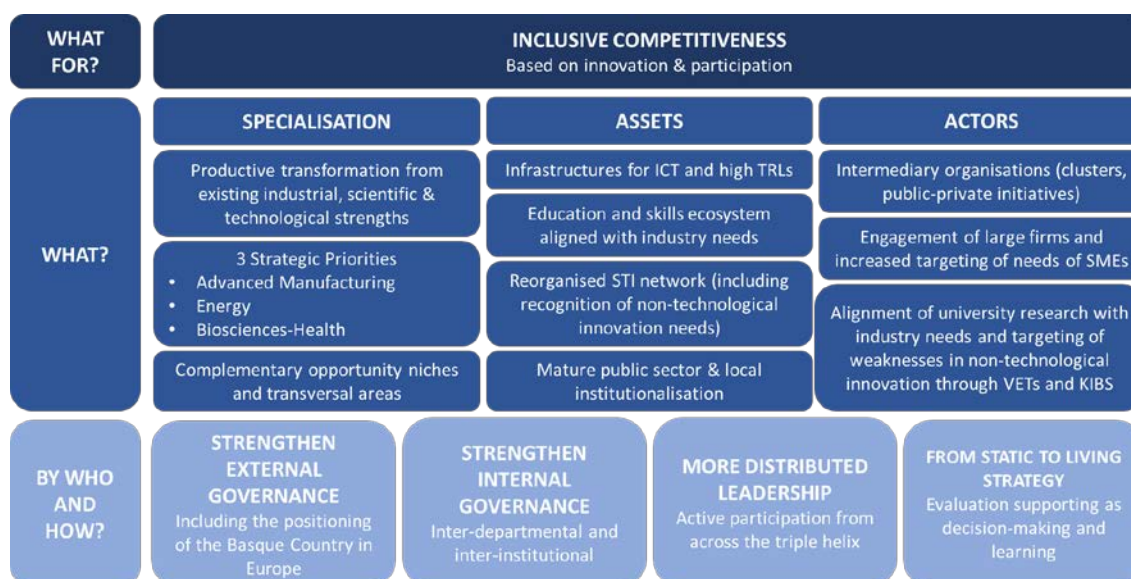 WHAT
FOR?
INCLUSIVE COMPETITIVENESS
Based on innovation & participation
WHAT?
SPECIALISATION
Productive transformation from
existing industrial, scientific &
technological strengths
3 Strategic Priorities
• Advanced Manufacturing
• Energy
• Biosciences-Health
Complementary opportunity niches
and transversal areas
ASSETS
Infrastructures for ICT and high TRLs
Education and skills ecosystem
aligned with industry needs
Reorganised STI network (including
recognition of non-technological
innovation needs)
Mature public sector & local
institutionalisation
ACTORS
Intermediary organisations (clusters,
public-private initiatives)
Engagement of large firms and
increased targeting of needs of SMEs
Alignment of university research with
industry needs and targeting of
weaknesses in non-technological
innovation through VETs and KIBS
BY WHO
AND
HOW?
STRENGTHEN
EXTERNAL
GOVERNANCE
Including the positioning
of the Basque Country in
Europe
STRENGTHEN
INTERNAL
GOVERNANCE
Inter-departmental and
inter-institutional
MORE DISTRIBUTED
LEADERSHIP
Active participation from
across the triple helix
FROM STATIC TO LIVING
STRATEGY
Evaluation supporting as
decision-making and
learning